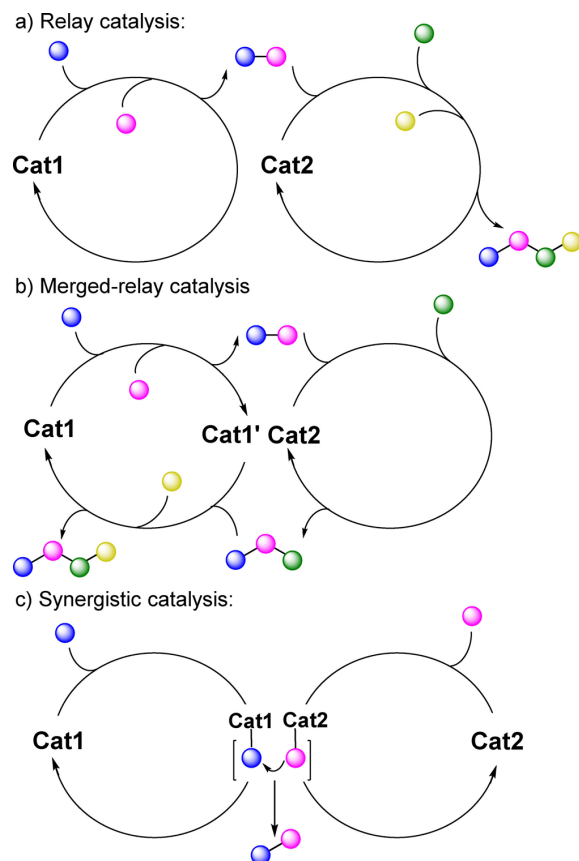 a) Relay catalysis:
Cat1 Cat2
b) Merged-relay catalysis
Cat1 Cat1' Cat2
c) Synergistic catalysis:
Cat1 Cat2
Cat1 Cat2